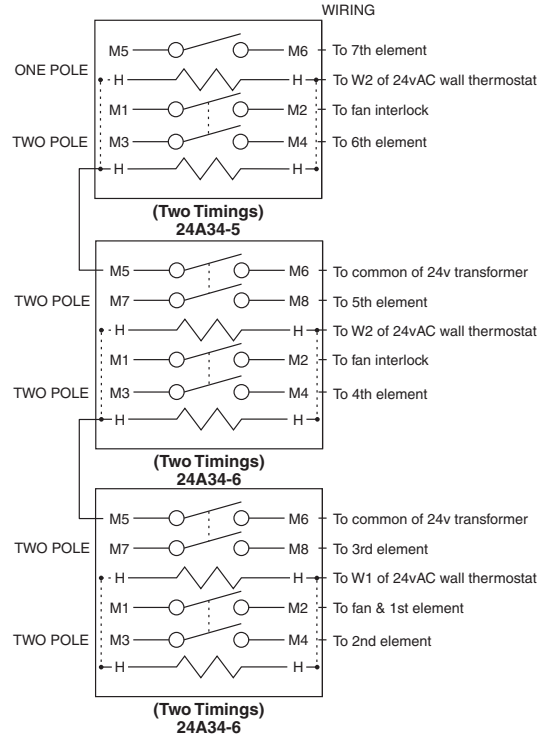 WIRING
M5 M6 To 7th element
ONE POLE
H H To W2 of 24vAC wall thermostat
M1 M2 To fan interlock
TWO POLE M3 M4 To 6th element
H H
(Two Timings)
24A34-5
M5 M6 To common of 24v transformer
TWO POLE M7 M8 To 5th element
H H To W2 of 24vAC wall thermostat
M1 M2 To fan interlock
TWO POLE M3 M4 To 4th element
H H
(Two Timings)
24A34-6
M5 M6 To common of 24v transformer
TWO POLE M7 M8 To 3rd element
H H To W1 of 24vAC wall thermostat
M1 M2 To fan & 1st element
TWO POLE M3 M4 To 2nd element
H H
(Two Timings)
24A34-6